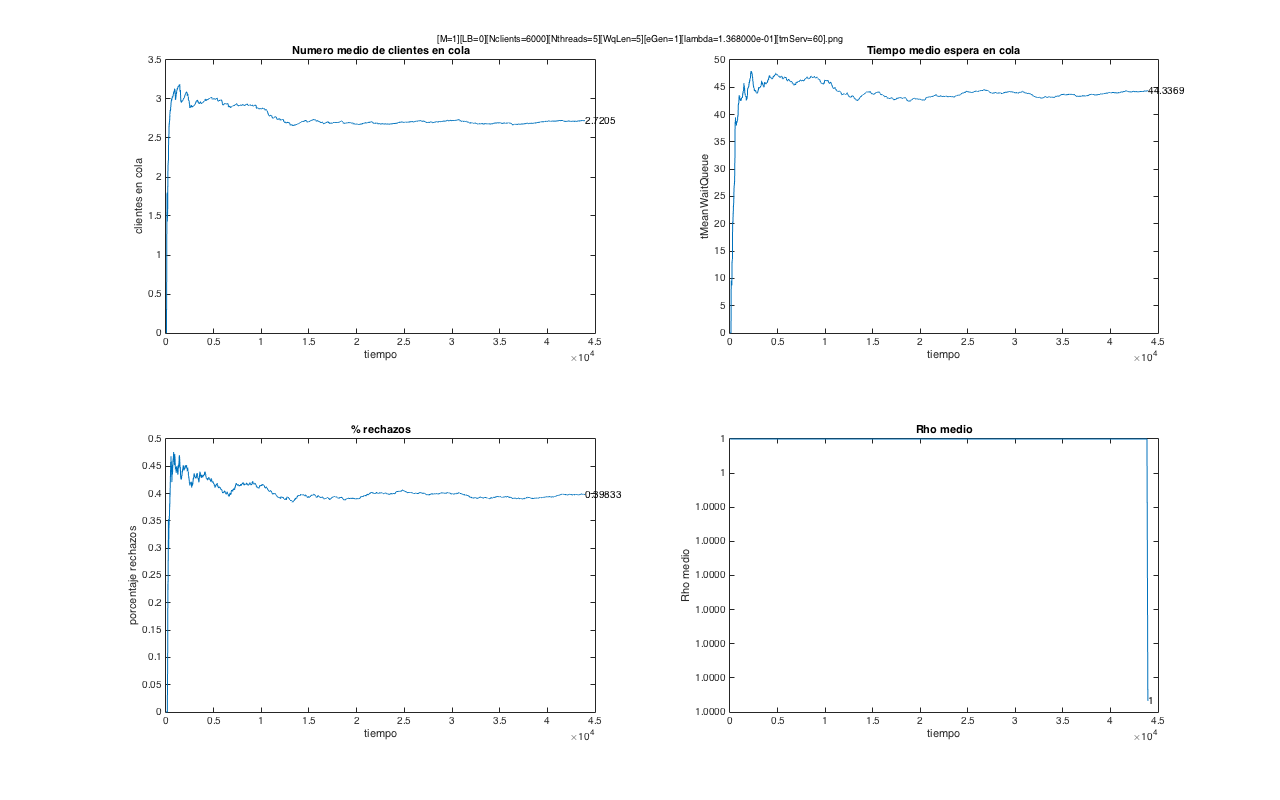 [M=1][LB=0][Nclients=6000][Nthreads=5][WqLen=5][eGen=1][lambda=1.368000e-01][tmServ=60].png
Numero medio de clientes en cola
3.5
3
2.5
2
1.5
1
0.5
0
clientes en cola
2.7205
0 0.5 1 1.5 2 2.5 3 3.5 4 4.5
tiempo
×10^4
Tiempo medio espera en cola
50
45
40
35
30
25
20
15
10
5
0
tMeanWaitQueue
44.3369
0 0.5 1 1.5 2 2.5 3 3.5 4 4.5
tiempo
×10^4
% rechazos
0.5
0.45
0.4
0.35
0.3
0.25
0.2
0.15
0.1
0.05
0
porcentaje rechazos
0.39833
0 0.5 1 1.5 2 2.5 3 3.5 4 4.5
tiempo
×10^4
Rho medio
1
1
1.0000
1.0000
1.0000
1.0000
1.0000
1.0000
1.0000
Rho medio
1
0 0.5 1 1.5 2 2.5 3 3.5 4 4.5
tiempo
×10^4